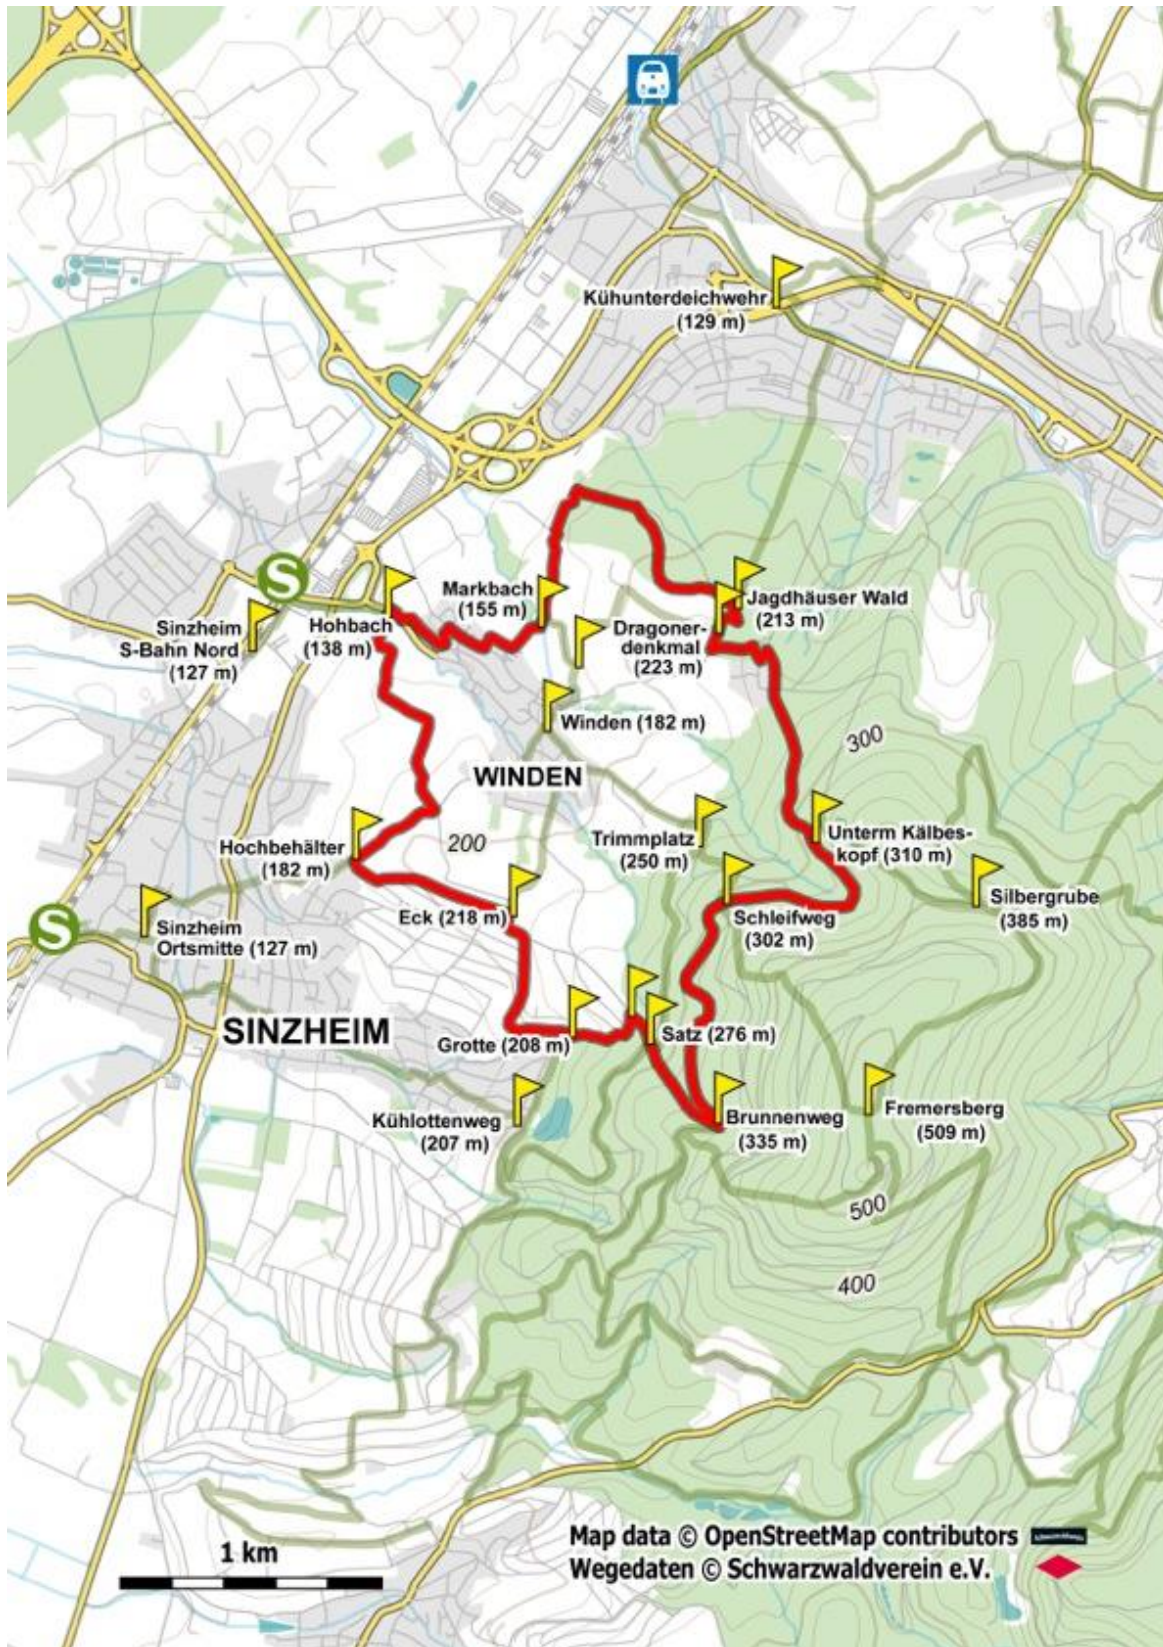 Kühunterdeichwehr
(129 m)
Markbach
(155 m)
Jagdhäuser Wald
(213 m)
Hohbach
(138 m)
Sinzheim
S-Bahn Nord
(127 m)
Dragoner-
denkmal
(223 m)
S
Winden (182 m)
300
WINDEN
Hochbehälter
(182 m)
200
Trimmplatz
(250 m)
Unterm Kälbes-
kopf (310 m)
Eck (218 m)
Schleifweg
(302 m)
Silbergrube
(385 m)
S
Sinzheim
Ortsmitte (127 m)
SINZHEIM
Grotte (208 m)
Satz (276 m)
Kühlottenweg
(207 m)
Brunnenweg
(335 m)
Fremersberg
(509 m)
500
400
1 km
Map data © OpenStreetMap contributors
Wegedaten © Schwarzwaldverein e.V.